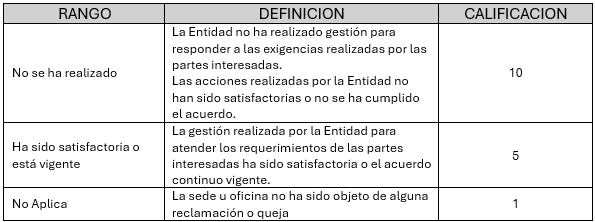 RANGO DEFINICION CALIFICACION
No se ha realizado
La Entidad no ha realizado gestión para
responder a las exigencias realizadas por las
partes interesadas.
Las acciones realizadas por la Entidad no
han sido satisfactorias o no se ha cumplido
el acuerdo.
10
Ha sido satisfactoria o
está vigente
La gestión realizada por la Entidad para
atender los requerimientos de las partes
interesadas ha sido satisfactoria o el acuerdo
continuo vigente.
5
No Aplica
La sede u oficina no ha sido objeto de alguna
reclamación o queja
1